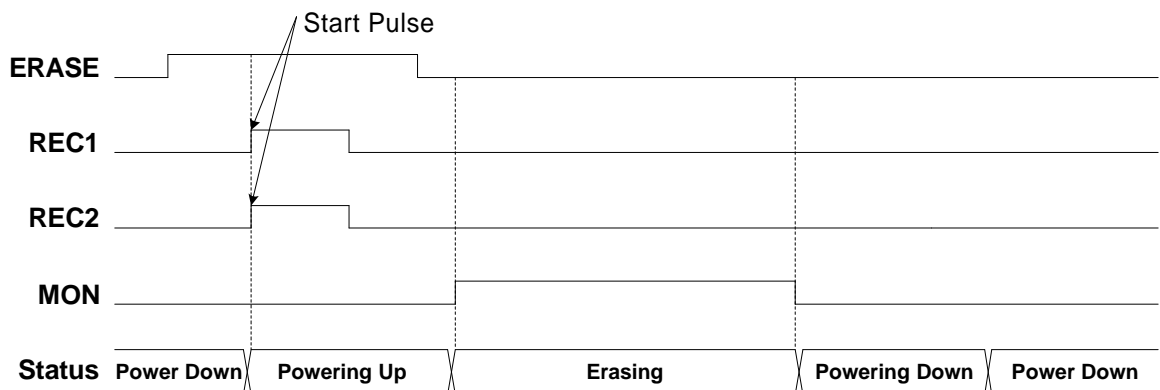 Start Pulse
ERASE
REC1
REC2
MON
Status Power Down Powering Up Erasing Powering Down Power Down